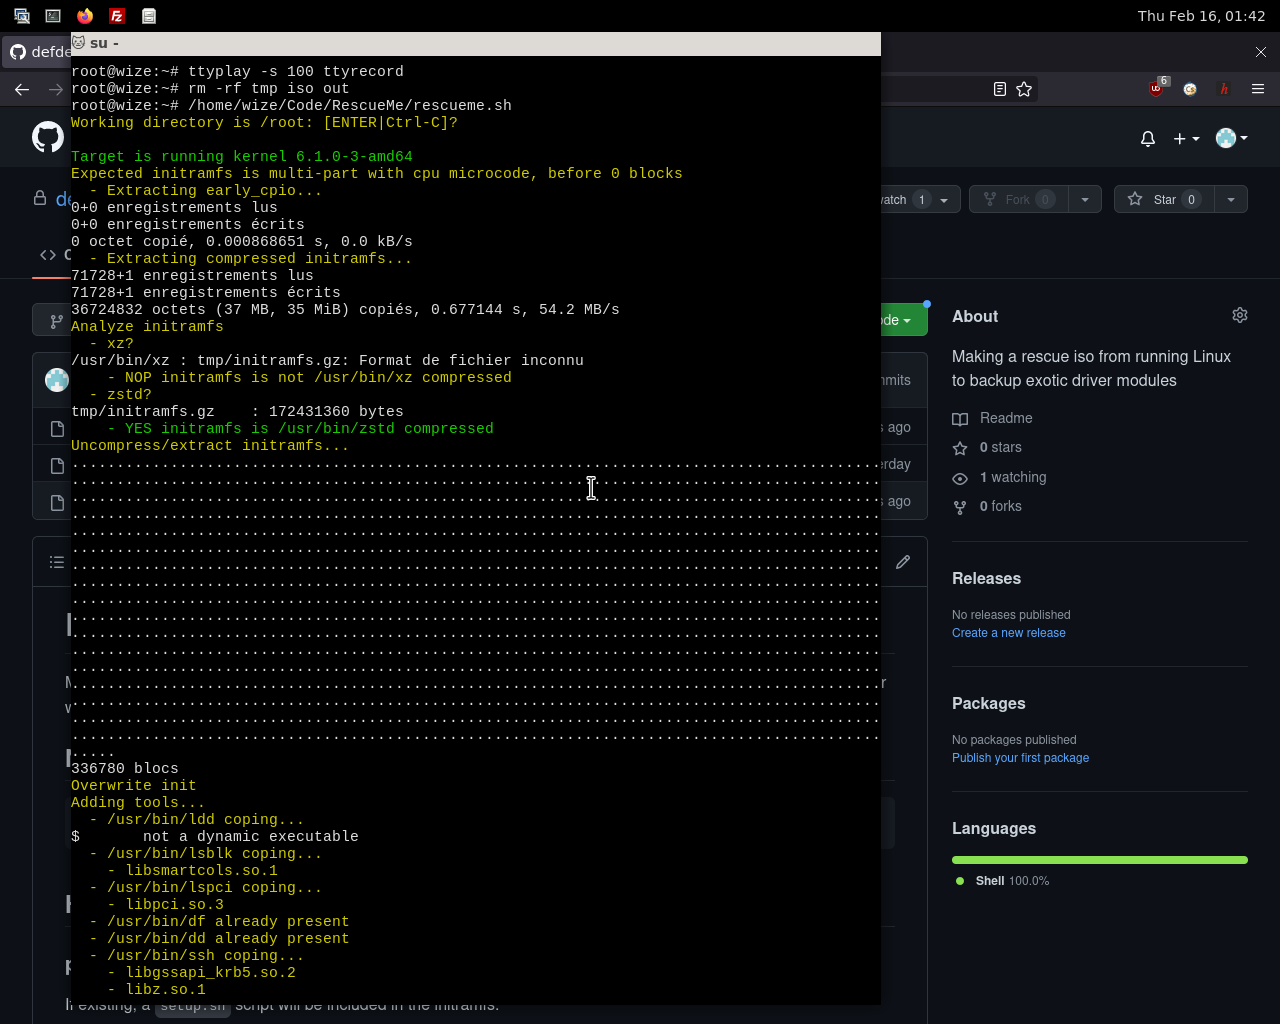 Thu Feb 16, 01:42
defde
su -
root@wize:~# ttyplay -s 100 ttyrecord
root@wize:~# rm -rf tmp iso out
root@wize:~# /home/wize/Code/RescueMe/rescueme.sh
Working directory is /root: [ENTER|Ctrl-C]?
Target is running kernel 6.1.0-3-amd64
Expected initramfs is multi-part with cpu microcode, before 0 blocks
- Extracting early_cpio...
0+0 enregistrements lus
0+0 enregistrements écrits
0 octet copié, 0.000868651 s, 0.0 kB/s
- Extracting compressed initramfs...
71728+1 enregistrements lus
71728+1 enregistrements écrits
36724832 octets (37 MB, 35 MiB) copiés, 0.677144 s, 54.2 MB/s
Analyze initramfs
- xz?
/usr/bin/xz : tmp/initramfs.gz: Format de fichier inconnu
- NOP initramfs is not /usr/bin/xz compressed
- zstd?
tmp/initramfs.gz    : 172431360 bytes
- YES initramfs is /usr/bin/zstd compressed
Uncompress/extract initramfs...
336780 blocs
Overwrite init
Adding tools...
- /usr/bin/ldd coping...
$       not a dynamic executable
- /usr/bin/lsblk coping...
- libsmartcols.so.1
- /usr/bin/lspci coping...
- libpci.so.3
- /usr/bin/df already present
- /usr/bin/dd already present
- /usr/bin/ssh coping...
- libgssapi_krb5.so.2
- libz.so.1
If existing, a setup.sh script will be included in the initramfs.
6
atch 1
Fork 0
Star 0
de
mmits
s ago
erday
s ago
About
Making a rescue iso from running Linux
to backup exotic driver modules
Readme
0 stars
1 watching
0 forks
Releases
No releases published
Create a new release
Packages
No packages published
Publish your first package
Languages
Shell 100.0%